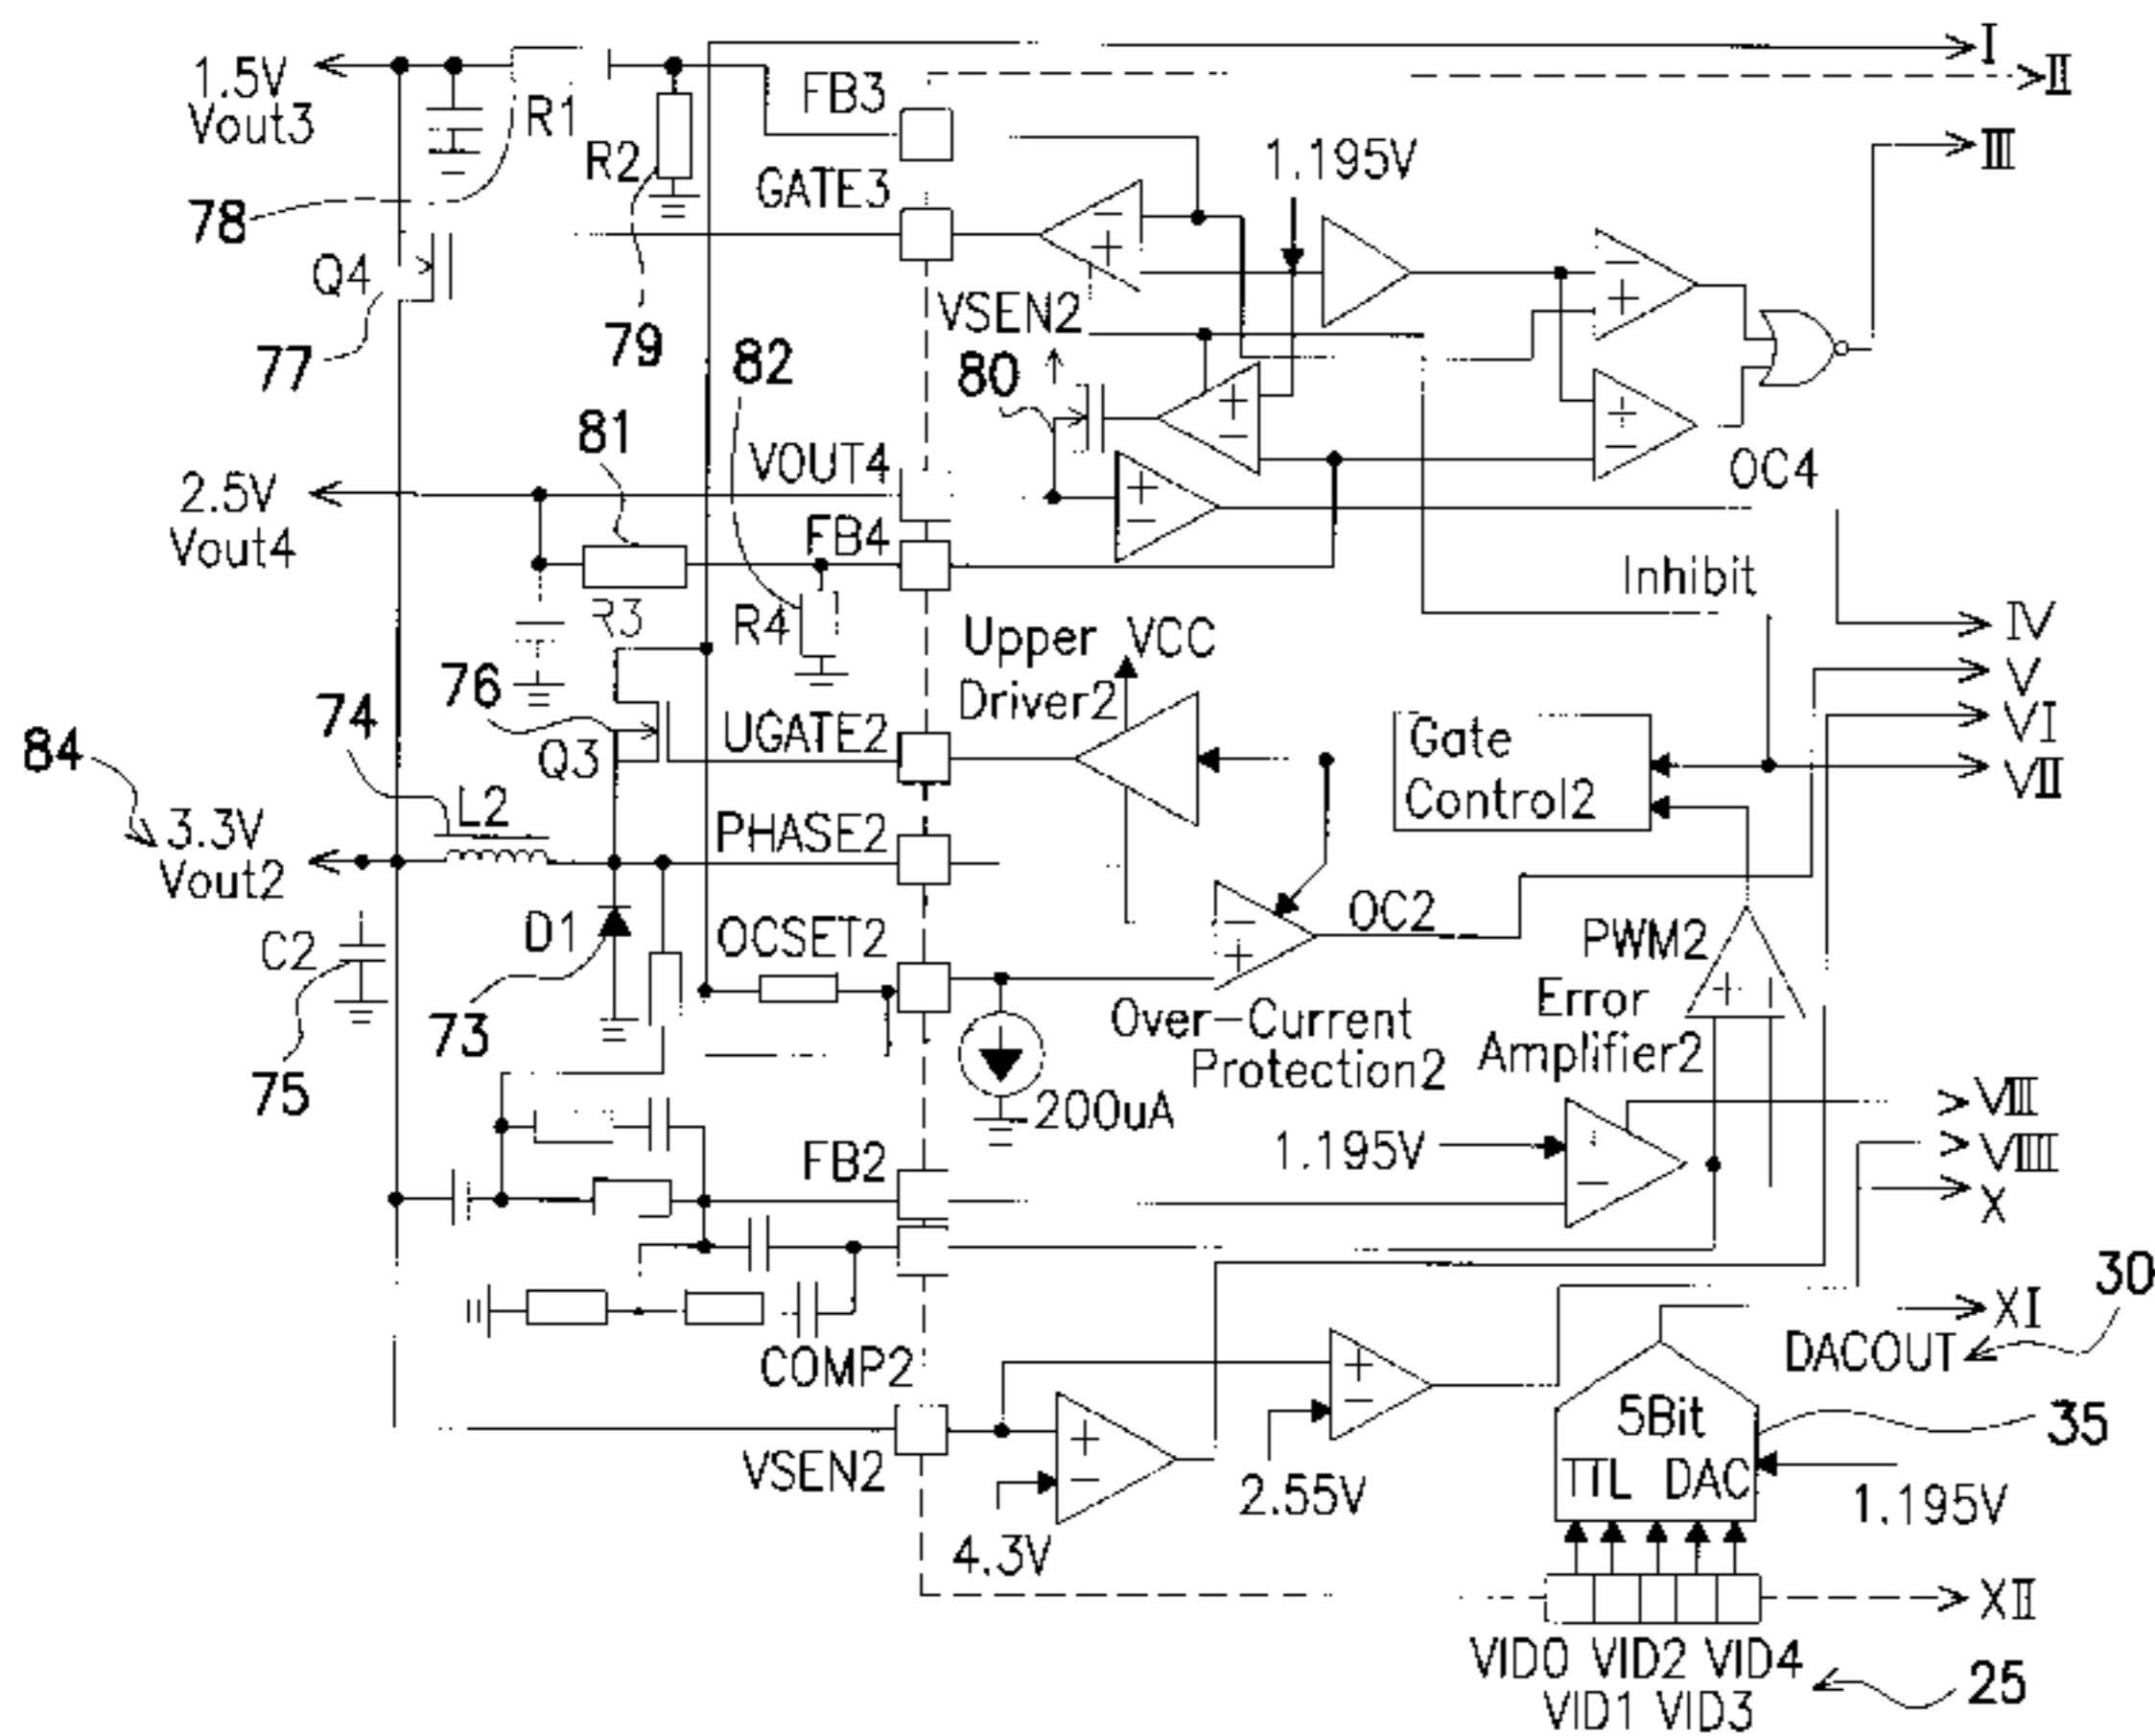 I
II
1.5V
Vout3
R1
FB3
III
R2
1.195V
GATE3
78
Q4
VSEN2
79
82
77
80
81
VOUT4
OC4
2.5V
Vout4
FB4
Inhibit
R3
R4
IV
Upper VCC
Driver2
V
76
74
VI
UGATE2
Gate
Control2
84
Q3
VII
L2
3.3V
Vout2
PHASE2
C2
D1
OCSET2
OC2
PWM2
73
Over-Current
Protection2
Error
Amplifier2
75
200uA
VIII
FB2
1.195V
VIIII
X
30
XI
COMP2
DACOUT
5Bit
35
VSEN2
2.55V
TTL DAC
1.195V
4.3V
XII
VID0 VID2 VID4
25
VID1 VID3